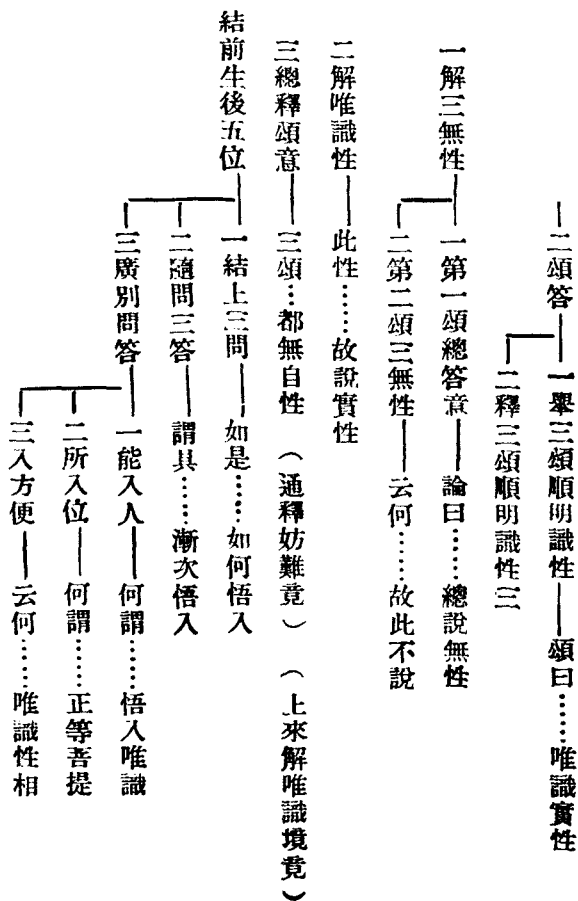 二頌答——一舉三頌順明識性——頌曰……唯識實性
二釋三頌順明識性三
一解三無性——一第一頌總答意——論曰……總說無性
二第二頌三無性——云何……故此不說
二解唯識性——此性……故說實性
三總釋頌意——三頌…都無自性(通釋妨難竟)(上來解唯識境竟)
結前生後五位——一結上三問——如是……如何悟入
二隨問三答——謂具……漸次悟入
三廣別問答——一能入人——何謂……悟入唯識
二所入位——何謂……正等菩提
三入方便——云何……唯識性相